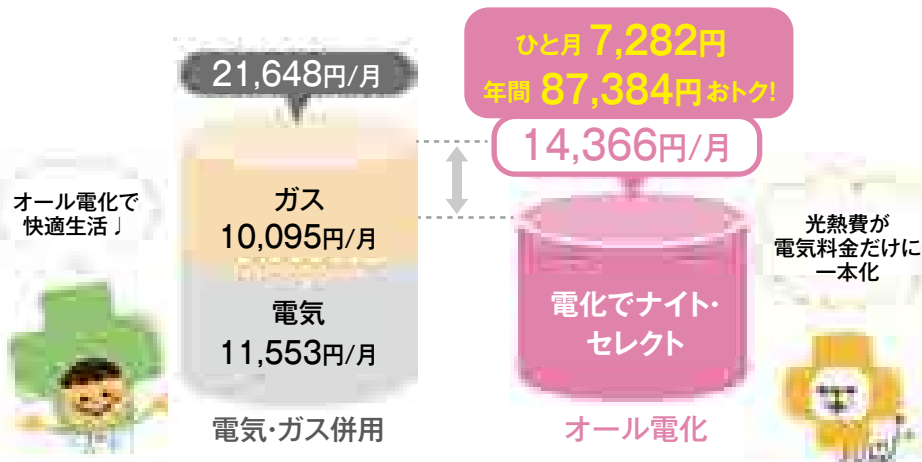 ひと月 7,282円
年間 87,384円 おトク!
21,648円/月
14,366円/月
オール電化で
快適生活♩
ガス
10,095円/月
電気
11,553円/月
電化でナイト・
セレクト
光熱費が
電気料金だけに
一本化
電気・ガス併用
オール電化